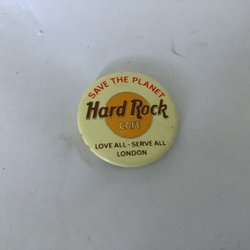 SAVE THE PLANET
Hard Rock
CAFE
LOVE ALL-SERVE ALL
LONDON